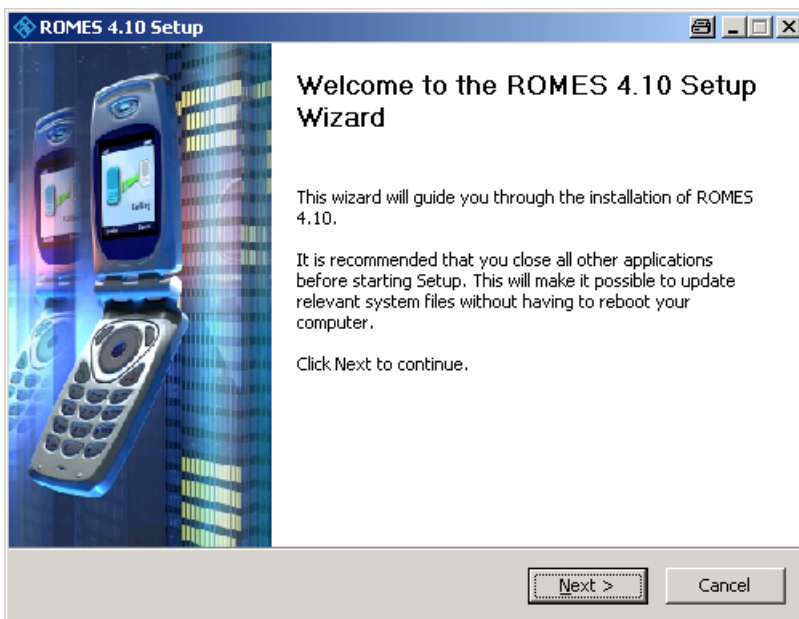 ROMES 4.10 Setup
Welcome to the ROMES 4.10 Setup
Wizard
This wizard will guide you through the installation of ROMES
4.10.
It is recommended that you close all other applications
before starting Setup. This will make it possible to update
relevant system files without having to reboot your
computer.
Click Next to continue.
Calling
Next >
Cancel